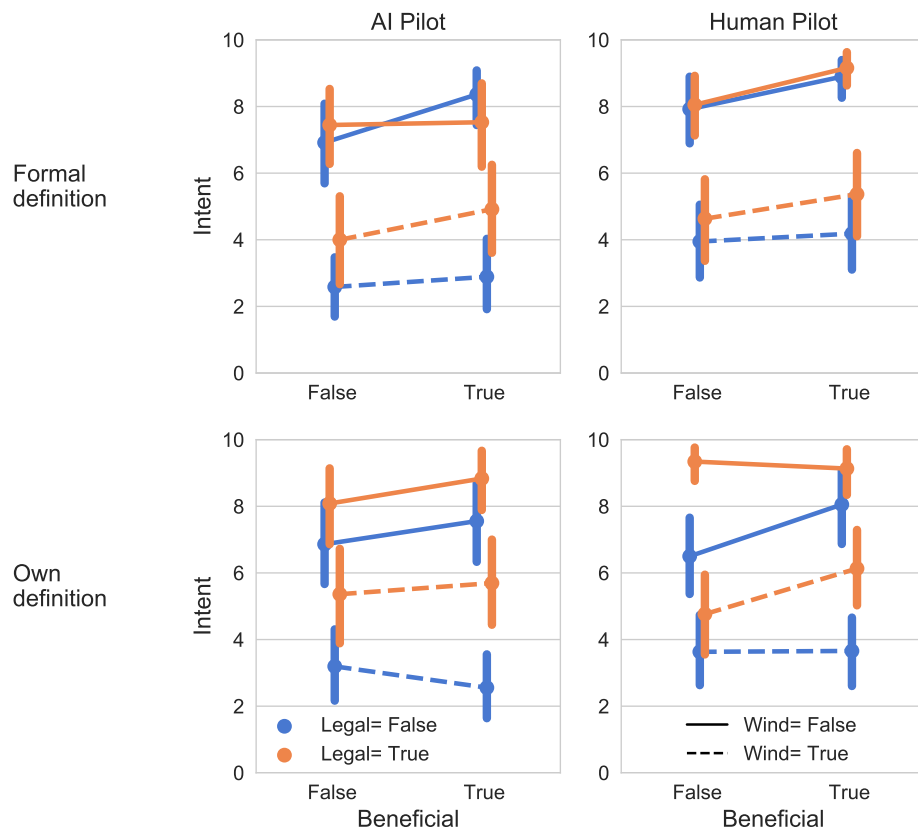 AI Pilot
Human Pilot
Formal
definition
Intent
10
8
6
4
2
0
False
True
10
8
6
4
2
0
False
True
Own
definition
Intent
10
8
6
4
2
0
Legal= False
Legal= True
False
True
Beneficial
10
8
6
4
2
0
Wind= False
Wind= True
False
True
Beneficial